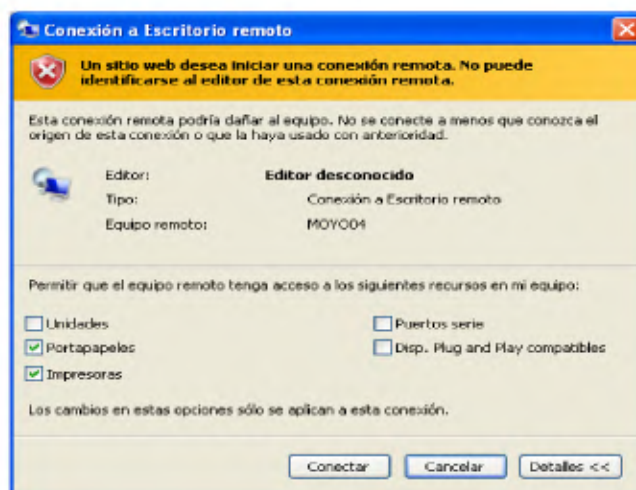 Conexión a Escritorio remoto
Un sitio web desea iniciar una conexión remota. No puede
identificarse al editor de esta conexión remota.
Esta conexión remota podría dañar al equipo. No se conecte a menos que conozca el
origen de esta conexión o que la haya usado con anterioridad.
Editor: Editor desconocido
Tipo: Conexión a Escritorio remoto
Equipo remoto: MOYO04
Permitir que el equipo remoto tenga acceso a los siguientes recursos en mi equipo:
Unidades Puertos serie
Portapapeles Disp. Plug and Play compatibles
Impresoras
Los cambios en estas opciones sólo se aplican a esta conexión.
Conectar Cancelar Detalles <<